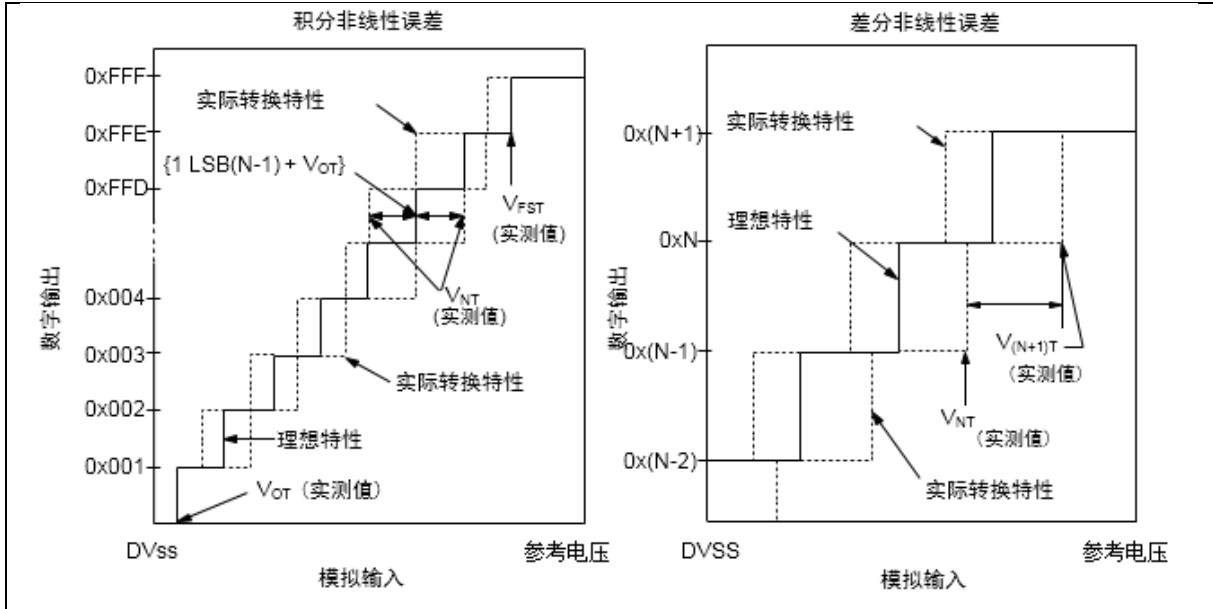 积分非线性误差
0xFFF
0xFFE
0xFFD
0x004
0x003
0x002
0x001
数字输出
实际转换特性
{1 LSB(N-1) + VOT}
VFST
(实测值)
VNT
(实测值)
实际转换特性
理想特性
VOT (实测值)
DVss
参考电压
模拟输入
差分非线性误差
0x(N+1)
0xN
0x(N-1)
0x(N-2)
数字输出
实际转换特性
理想特性
V(N+1)T
(实测值)
VNT
(实测值)
实际转换特性
DVSS
参考电压
模拟输入